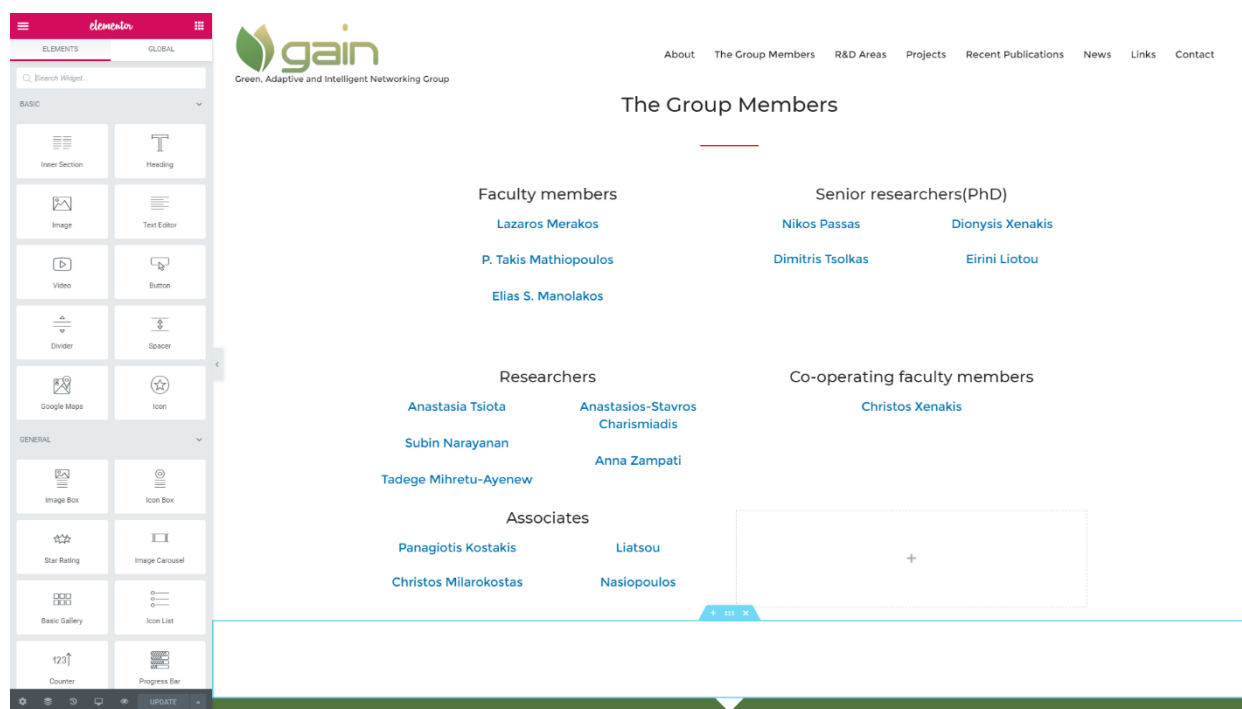 elementor
ELEMENTS GLOBAL
Search Widget...
BASIC
Inner Section Heading
Image Text Editor
Video Button
Divider Spacer
Google Maps Icon
GENERAL
Image Box Icon Box
Star Rating Image Carousel
Basic Gallery Icon List
123
Counter Progress Bar
UPDATE
gain
Green, Adaptive and Intelligent Networking Group
About The Group Members R&D Areas Projects Recent Publications News Links Contact
The Group Members
Faculty members
Lazaros Merakos
P. Takis Mathiopoulos
Elias S. Manolakos
Senior researchers(PhD)
Nikos Passas Dionysis Xenakis
Dimitris Tsolkas Eirini Liotou
Researchers
Anastasia Tsiota
Subin Narayanan
Tadege Mihretu-Ayenew
Anastasios-Stavros
Charismiadis
Anna Zampati
Co-operating faculty members
Christos Xenakis
Associates
Panagiotis Kostakis Liatsou
Christos Milarokostas Nasiopoulos